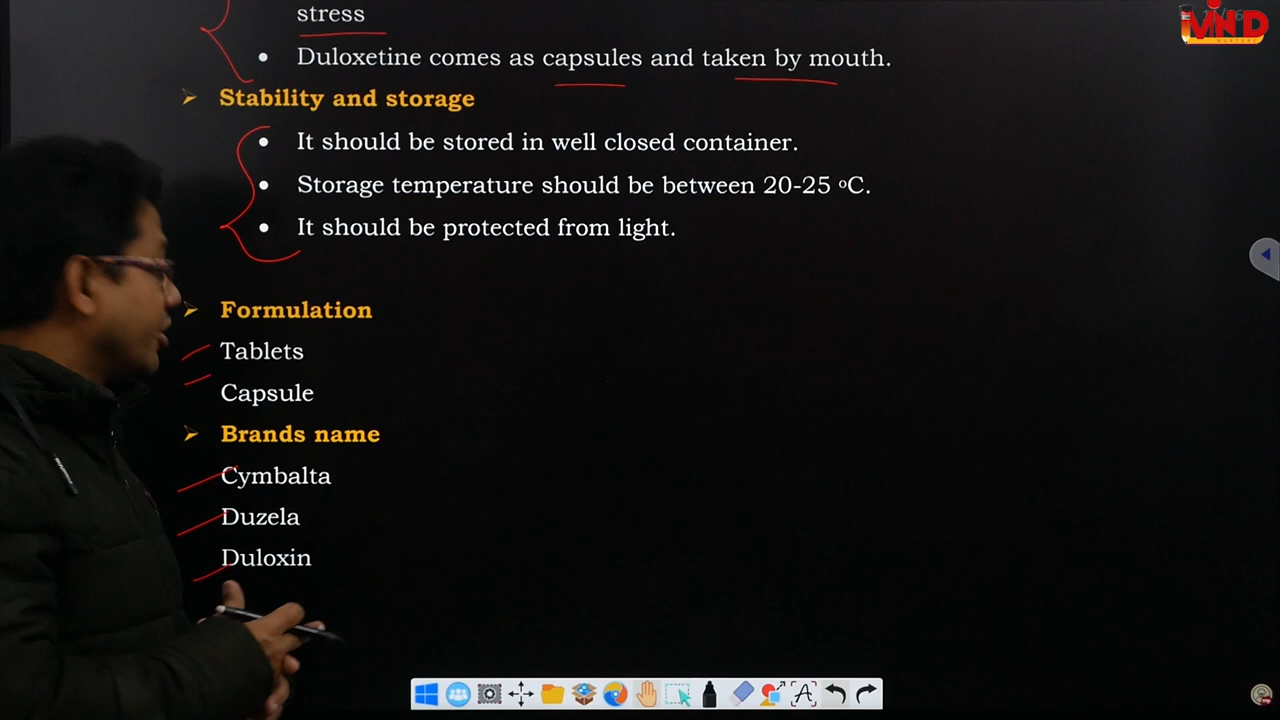 stress
• Duloxetine comes as capsules and taken by mouth.
➢ Stability and storage
• It should be stored in well closed container.
• Storage temperature should be between 20-25 °C.
• It should be protected from light.
➢ Formulation
Tablets
Capsule
➢ Brands name
Cymbalta
Duzela
Duloxin